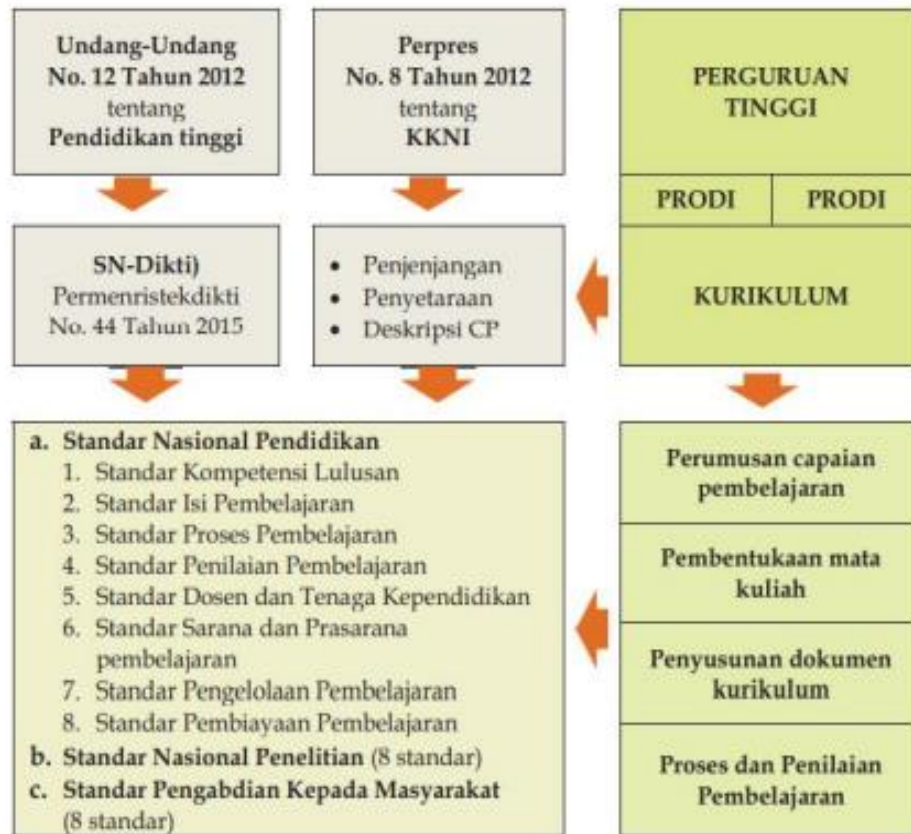 Undang-Undang
No. 12 Tahun 2012
tentang
Pendidikan tinggi
Perpres
No. 8 Tahun 2012
tentang
KKNI
PERGURUAN
TINGGI
PRODI
PRODI
SN-Dikti)
Permenristekdikti
No. 44 Tahun 2015
• Penjenjangan
• Penyetaraan
• Deskripsi CP
KURIKULUM
a. Standar Nasional Pendidikan
1. Standar Kompetensi Lulusan
2. Standar Isi Pembelajaran
3. Standar Proses Pembelajaran
4. Standar Penilaian Pembelajaran
5. Standar Dosen dan Tenaga Kependidikan
6. Standar Sarana dan Prasarana
pembelajaran
7. Standar Pengelolaan Pembelajaran
8. Standar Pembiayaan Pembelajaran
b. Standar Nasional Penelitian (8 standar)
c. Standar Pengabdian Kepada Masyarakat
(8 standar)
Perumusan capaian
pembelajaran
Pembentukaan mata
kuliah
Penyusunan dokumen
kurikulum
Proses dan Penilaian
Pembelajaran